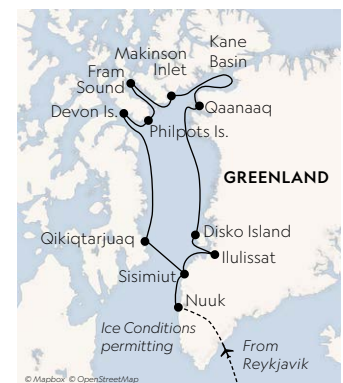 Kane
Basin
Makinson
Inlet
Fram
Sound
Devon Is.
Qaanaaq
Philpots Is.
GREENLAND
Disko Island
Qikiqtarjuaq
Ilulissat
Sisimiut
Nuuk
Ice Conditions
permitting
From
Reykjavik
© Mapbox © OpenStreetMap